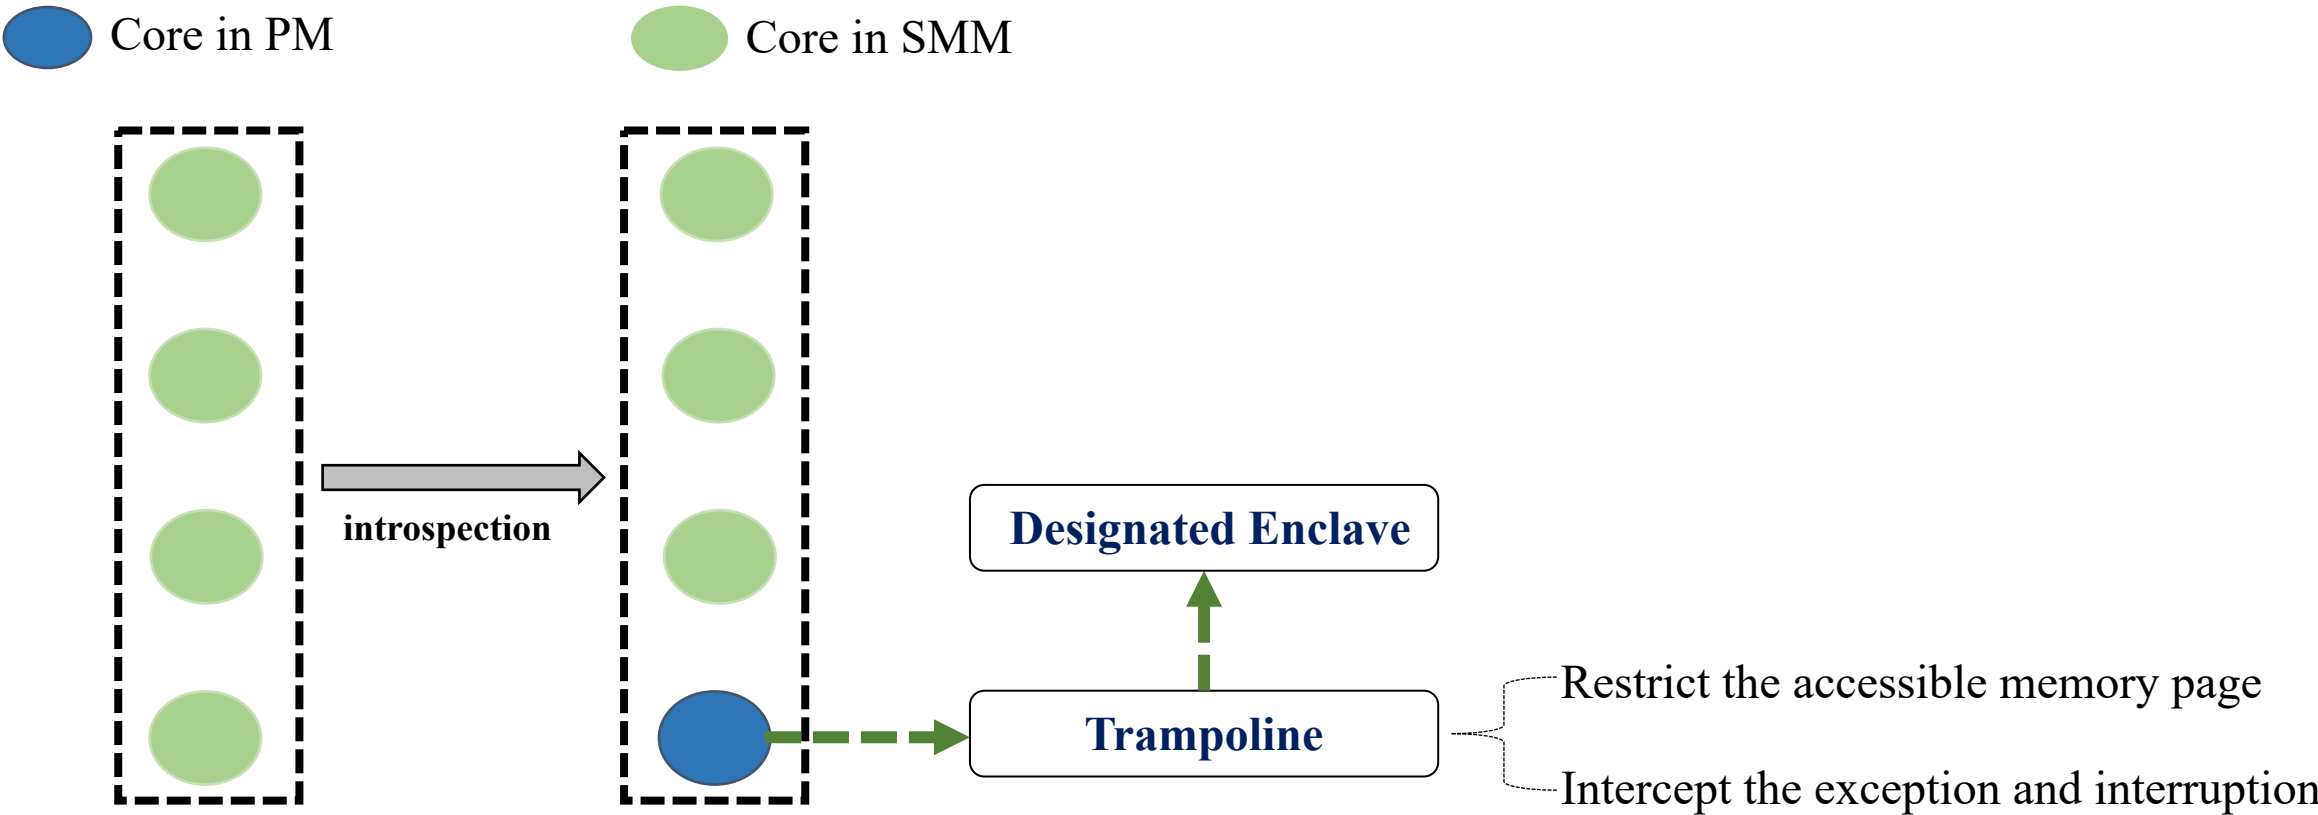 Core in PM
Core in SMM
introspection
Designated Enclave
Trampoline
Restrict the accessible memory page
Intercept the exception and interruption